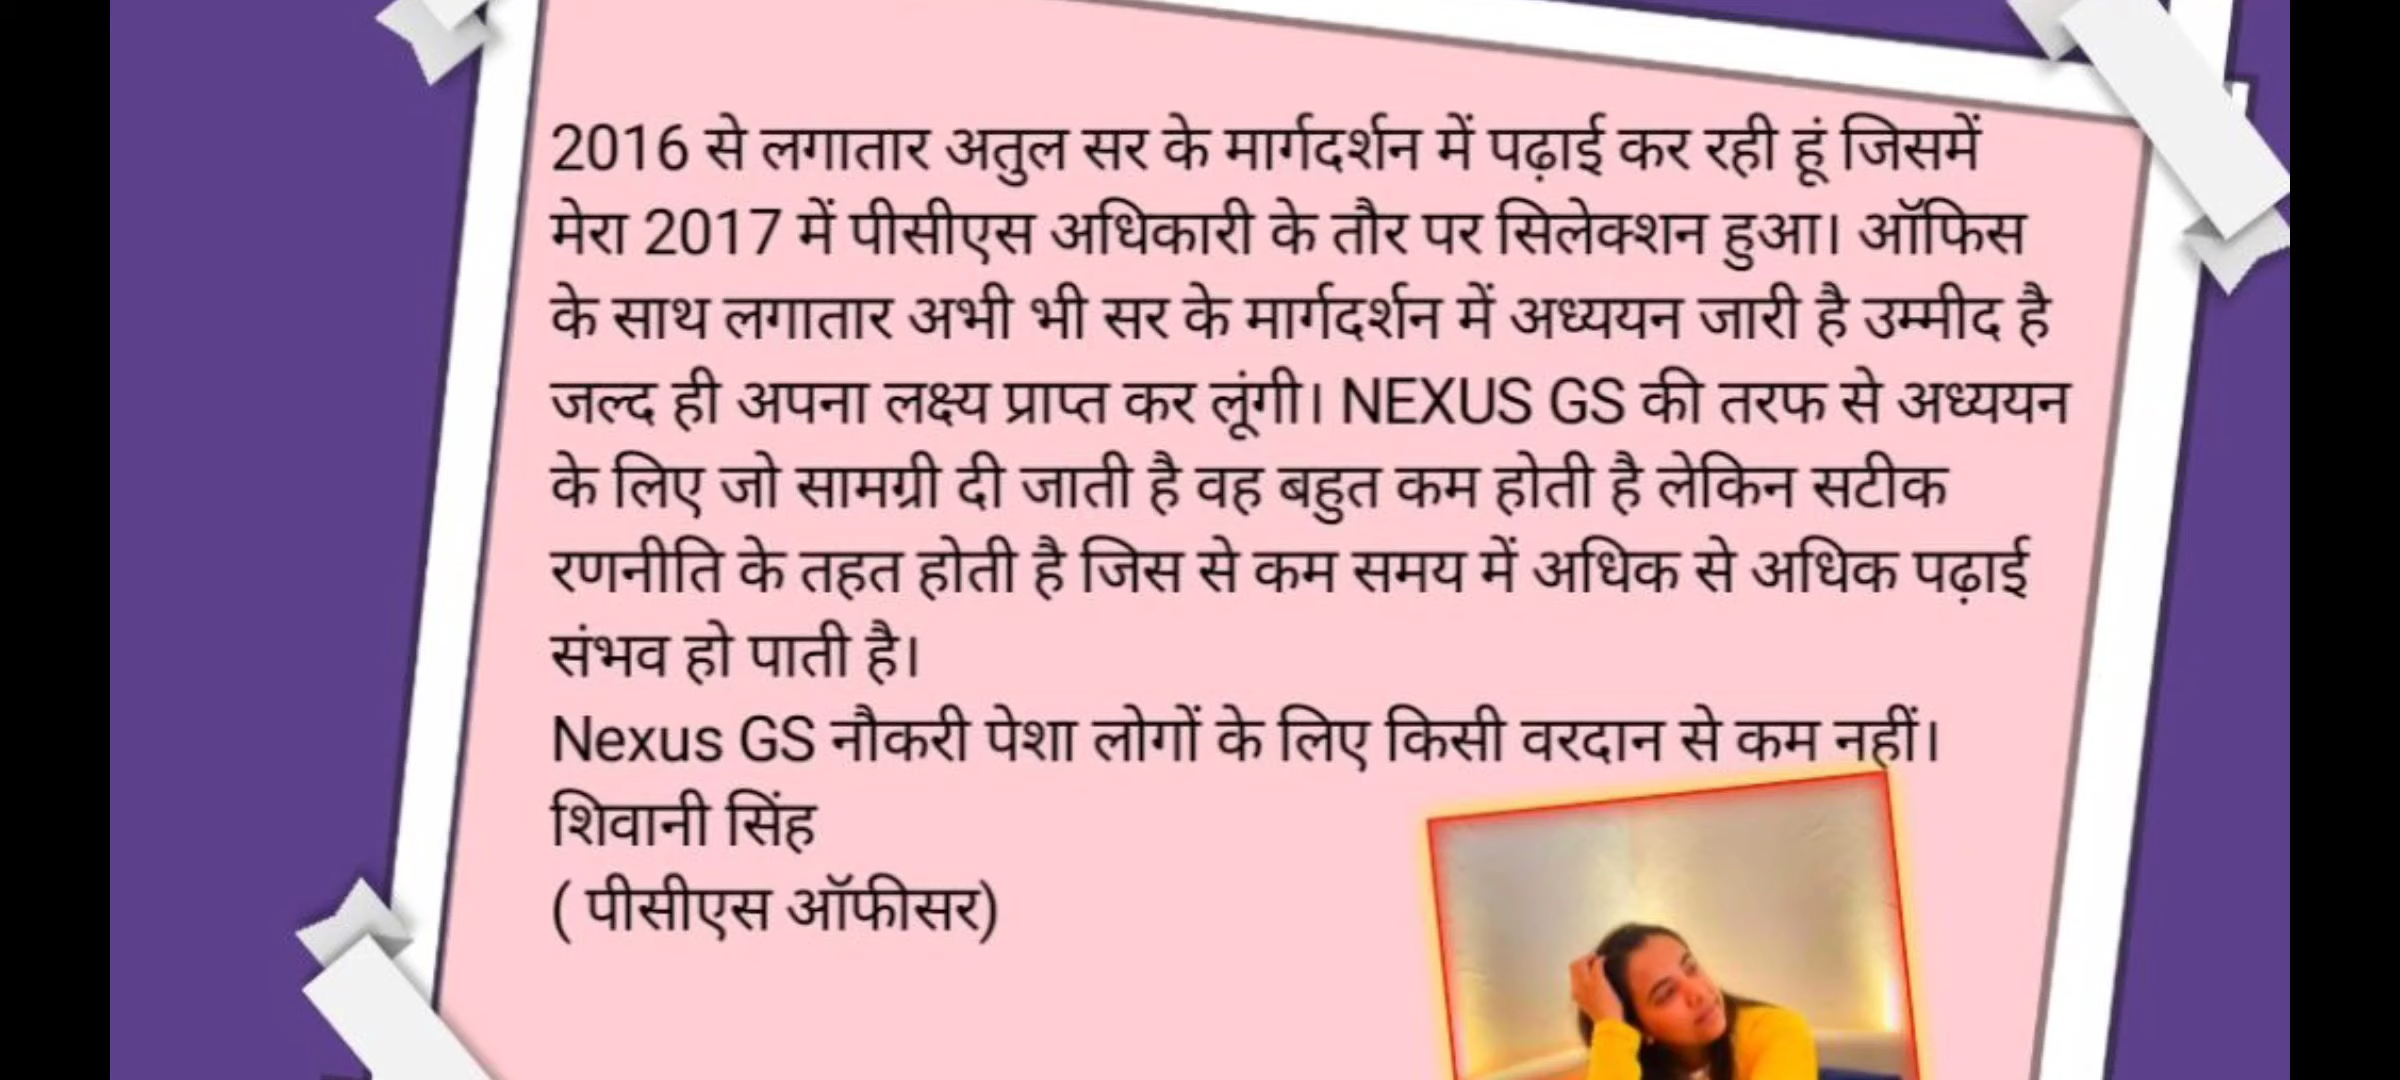 2016 से लगातार अतुल सर के मार्गदर्शन में पढ़ाई कर रही हूं जिसमें
मेरा 2017 में पीसीएस अधिकारी के तौर पर सिलेक्शन हुआ। ऑफिस
के साथ लगातार अभी भी सर के मार्गदर्शन में अध्ययन जारी है उम्मीद है
जल्द ही अपना लक्ष्य प्राप्त कर लूंगी। NEXUS GS की तरफ से अध्ययन
के लिए जो सामग्री दी जाती है वह बहुत कम होती है लेकिन सटीक
रणनीति के तहत होती है जिस से कम समय में अधिक से अधिक पढ़ाई
संभव हो पाती है।
Nexus GS नौकरी पेशा लोगों के लिए किसी वरदान से कम नहीं।
शिवानी सिंह
( पीसीएस ऑफीसर)